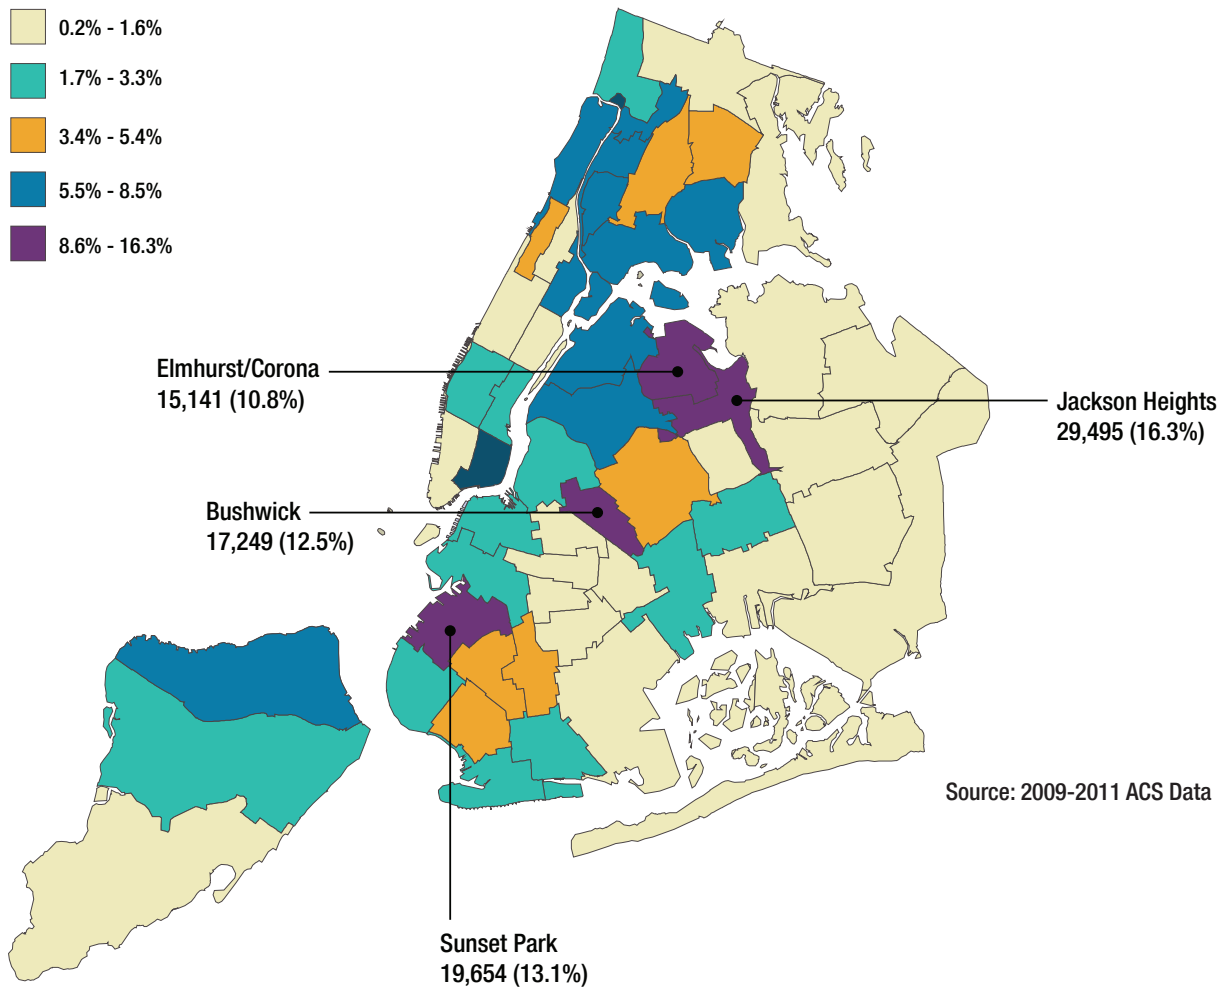 0.2% - 1.6%
1.7% - 3.3%
3.4% - 5.4%
5.5% - 8.5%
8.6% - 16.3%
Elmhurst/Corona
15,141 (10.8%)
Jackson Heights
29,495 (16.3%)
Bushwick
17,249 (12.5%)
Source: 2009-2011 ACS Data
Sunset Park
19,654 (13.1%)